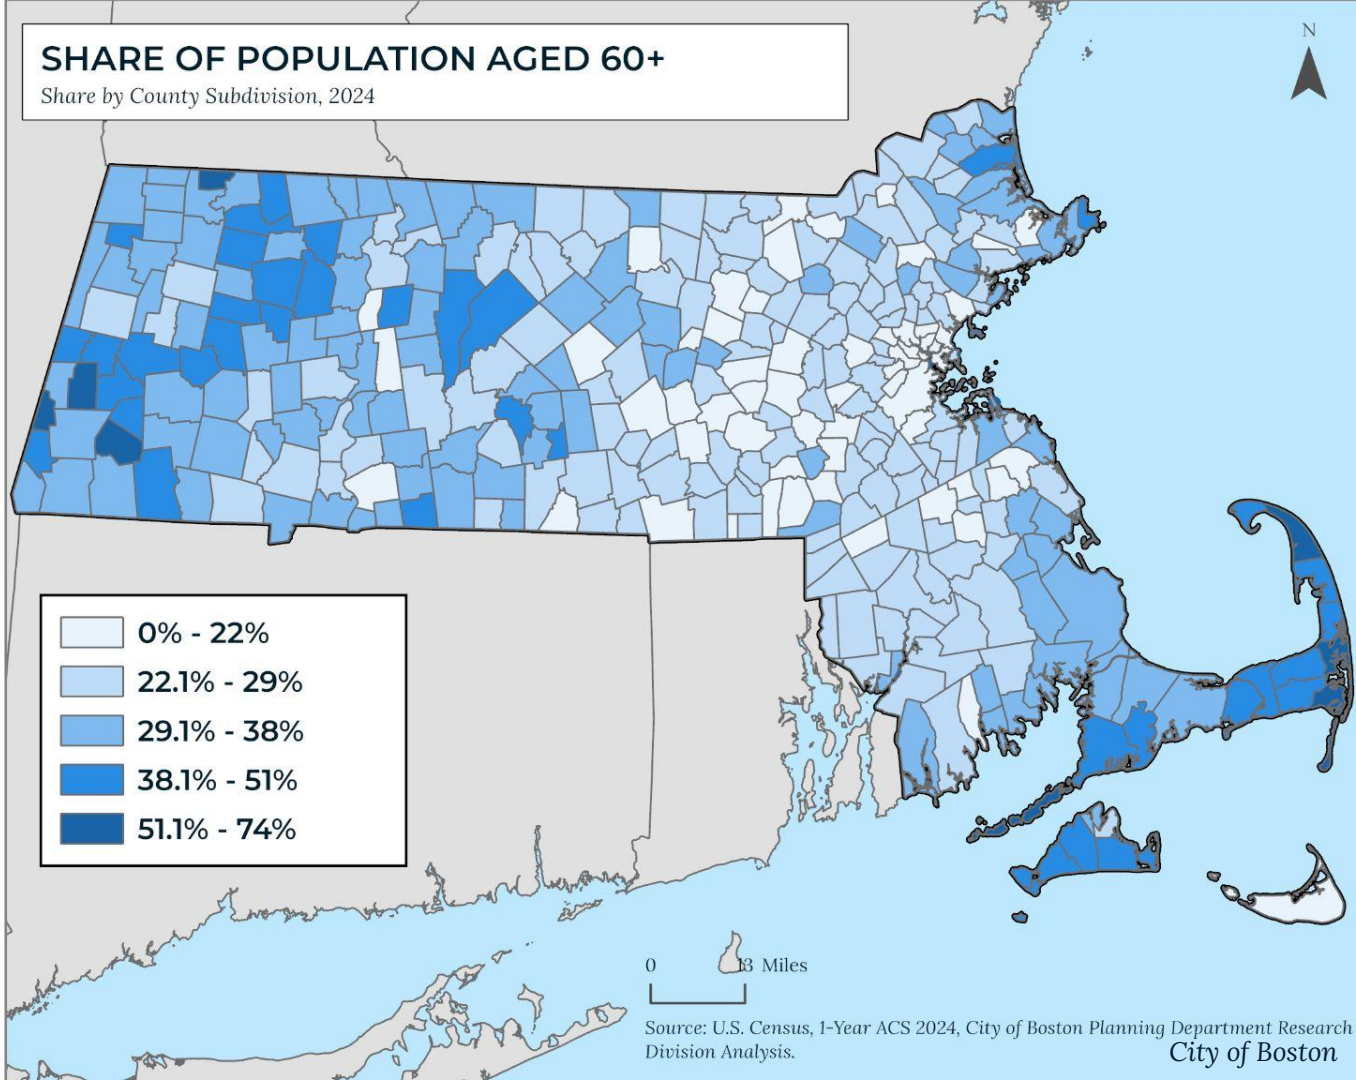 SHARE OF POPULATION AGED 60+
Share by County Subdivision, 2024
N
0% - 22%
22.1% - 29%
29.1% - 38%
38.1% - 51%
51.1% - 74%
0 13 Miles
Source: U.S. Census, 1-Year ACS 2024, City of Boston Planning Department Research
Division Analysis.
City of Boston